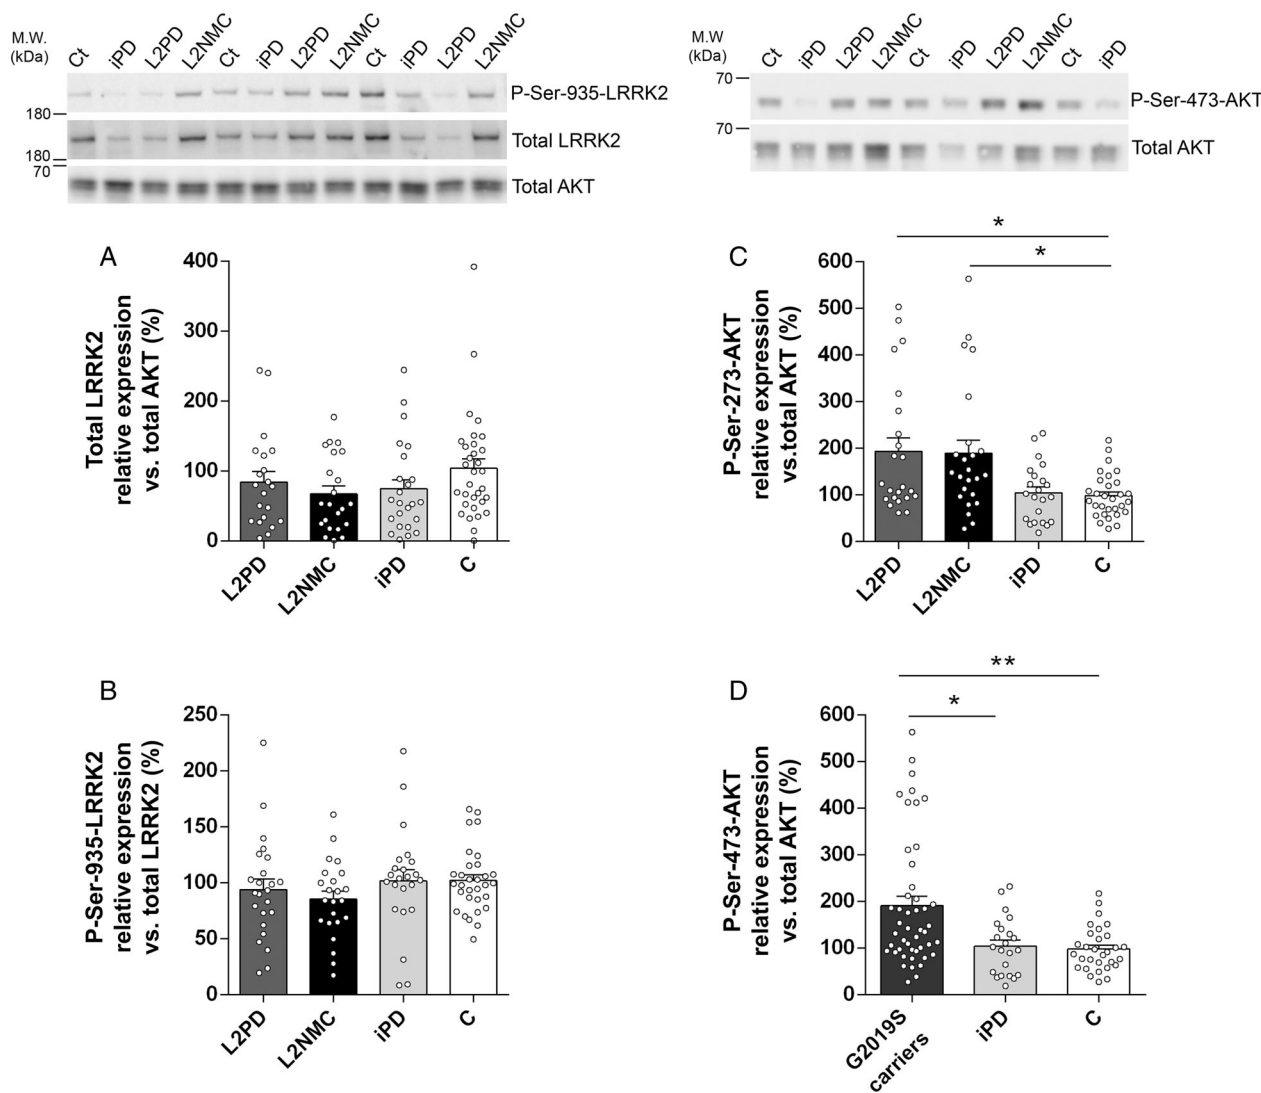 M.W.
(kDa)
Ct iPD L2PD L2NMC Ct iPD L2PD L2NMC Ct iPD L2PD L2NMC
P-Ser-935-LRRK2
180
Total LRRK2
180
70
Total AKT
M.W
(kDa)
Ct iPD L2PD L2NMC Ct iPD L2PD L2NMC Ct iPD
70
P-Ser-473-AKT
70
Total AKT
A
Total LRRK2
relative expression
vs. total AKT (%)
400
300
200
100
0
L2PD L2NMC iPD C
C
* 
*
P-Ser-273-AKT
relative expression
vs.total AKT (%)
600
500
400
300
200
100
0
L2PD L2NMC iPD C
B
P-Ser-935-LRRK2
relative expression
vs. total LRRK2 (%)
250
200
150
100
50
0
L2PD L2NMC iPD C
D
**
*
P-Ser-473-AKT
relative expression
vs. total AKT (%)
600
500
400
300
200
100
0
G2019S
carriers
iPD C